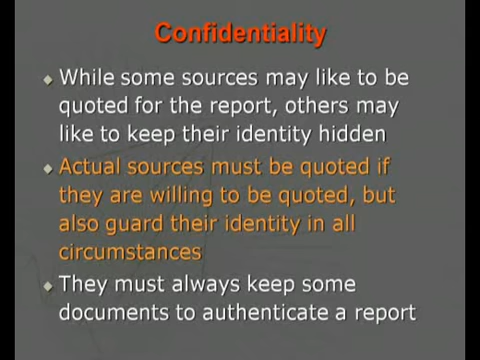 Confidentiality
While some sources may like to be
quoted for the report, others may
like to keep their identity hidden
Actual sources must be quoted if
they are willing to be quoted, but
also guard their identity in all
circumstances
They must always keep some
documents to authenticate a report